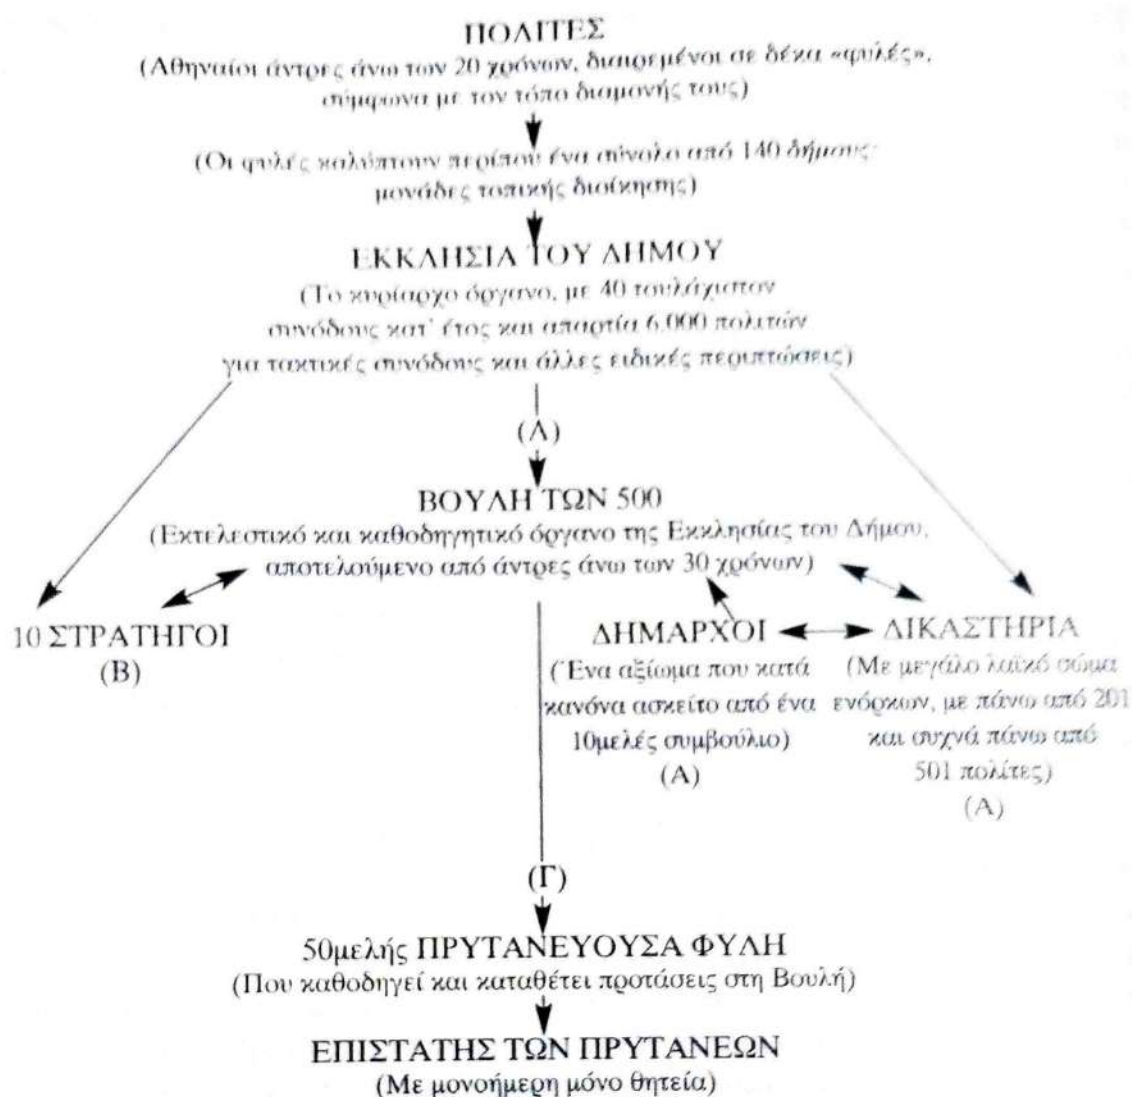 ΠΟΛΙΤΕΣ
(Αθηναίοι άντρες άνω των 20 χρόνων, διαιρεμένοι σε δέκα «φυλές»,
σύμφωνα με τον τόπο διαμονής τους)
(Οι φυλές καλύπτουν περίπου ένα σύνολο από 140 δήμους·
μονάδες τοπικής διοίκησης)
ΕΚΚΛΗΣΙΑ ΤΟΥ ΔΗΜΟΥ
(Το κυρίαρχο όργανο, με 40 τουλάχιστον
συνόδους κατ' έτος και απαρτία 6.000 πολιτών
για τακτικές συνόδους και άλλες ειδικές περιπτώσεις)
(Α)
ΒΟΥΛΗ ΤΩΝ 500
(Εκτελεστικό και καθοδηγητικό όργανο της Εκκλησίας του Δήμου,
αποτελούμενο από άντρες άνω των 30 χρόνων)
10 ΣΤΡΑΤΗΓΟΙ
(Β)
ΔΗΜΑΡΧΟΙ
(Ένα αξίωμα που κατά
κανόνα ασκείτο από ένα
10μελές συμβούλιο)
(Α)
ΔΙΚΑΣΤΗΡΙΑ
(Με μεγάλο λαϊκό σώμα
ενόρκων, με πάνω από 201
και συχνά πάνω από
501 πολίτες)
(Α)
(Γ)
50μελής ΠΡΥΤΑΝΕΥΟΥΣΑ ΦΥΛΗ
(Που καθοδηγεί και καταθέτει προτάσεις στη Βουλή)
ΕΠΙΣΤΑΤΗΣ ΤΩΝ ΠΡΥΤΑΝΕΩΝ
(Με μονοήμερη μόνο θητεία)